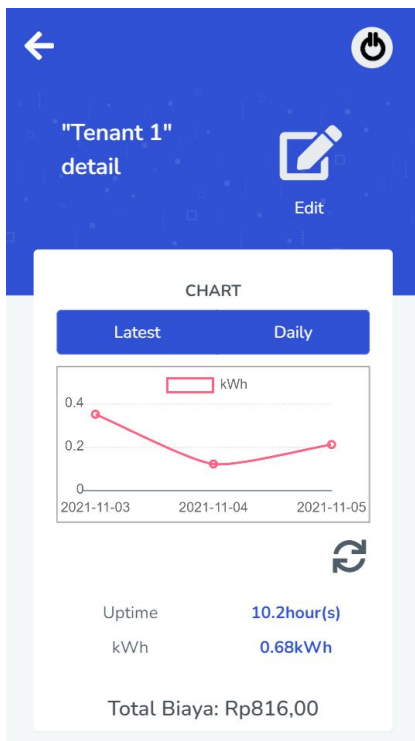 "Tenant 1"
detail
Edit
CHART
Latest Daily
kWh
0.4
0.2
0
2021-11-03 2021-11-04 2021-11-05
Uptime 10.2hour(s)
kWh 0.68kWh
Total Biaya: Rp816,00